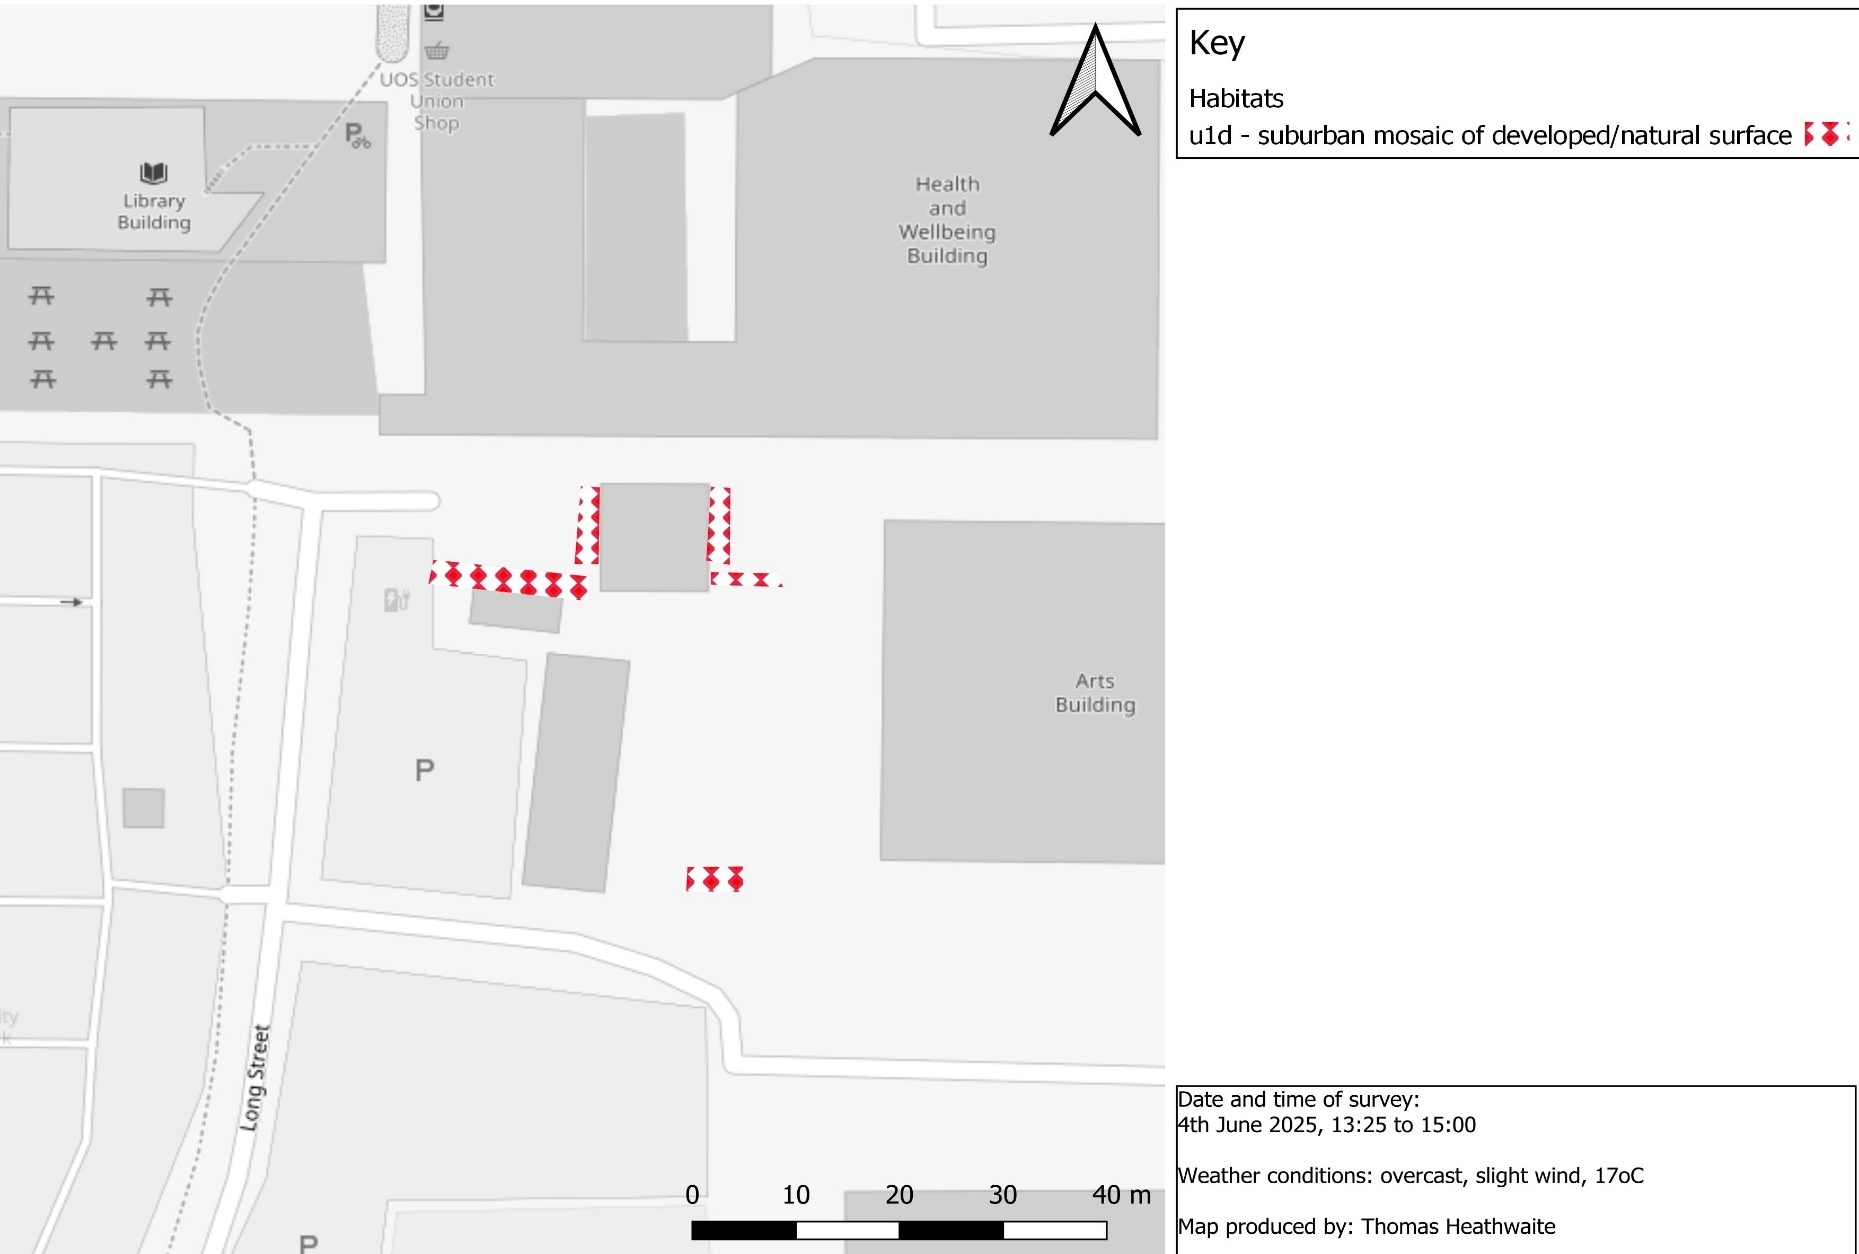 UOS Student
Union
Shop
P
Library
Building
Health
and
Wellbeing
Building
Arts
Building
P
ity
k
Long Street
P
0 10 20 30 40 m
Key
Habitats
u1d - suburban mosaic of developed/natural surface
Date and time of survey:
4th June 2025, 13:25 to 15:00
Weather conditions: overcast, slight wind, 17oC
Map produced by: Thomas Heathwaite